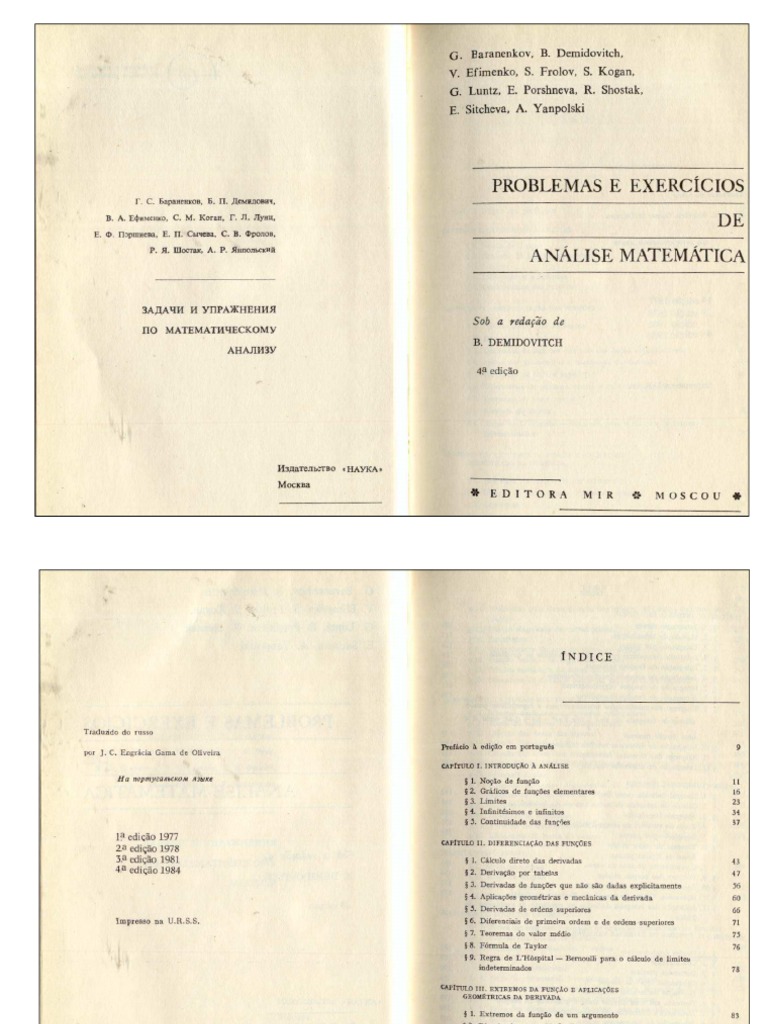 Г. С. Бараненков, Б. П. Демидович,
В. А. Ефименко, С. М. Коган, Г. Л. Лунц,
Е. Ф. Поршнева, Е. П. Сычева, С. В. Фролов,
Р. Я. Шостак, А. Р. Янпольский
ЗАДАЧИ И УПРАЖНЕНИЯ
ПО МАТЕМАТИЧЕСКОМУ
АНАЛИЗУ
Издательство «НАУКА»
Москва
G. Baranenkov, B. Demidovitch,
V. Efimenko, S. Frolov, S. Kogan,
G. Luntz, E. Porshneva, R. Shostak,
E. Sitcheva, A. Yanpolski
PROBLEMAS E EXERCÍCIOS
DE
ANÁLISE MATEMÁTICA
Sob a redação de
B. DEMIDOVITCH
4ª edição
EDITORA MIR MOSCOU
Traduzido do russo
por J. C. Engrácia Gama de Oliveira
На португальском языке
1ª edição 1977
2ª edição 1978
3ª edição 1981
4ª edição 1984
Impresso na U.R.S.S.
ÍNDICE
Prefácio à edição em português 9
CAPÍTULO I. INTRODUÇÃO À ANÁLISE
§ 1. Noção de função 11
§ 2. Gráficos de funções elementares 16
§ 3. Limites 23
§ 4. Infinitésimos e infinitos 34
§ 5. Continuidade das funções 37
CAPÍTULO II. DIFERENCIAÇÃO DAS FUNÇÕES
§ 1. Cálculo direto das derivadas 43
§ 2. Derivação por tabelas 47
§ 3. Derivadas de funções que não são dadas explicitamente 56
§ 4. Aplicações geométricas e mecânicas da derivada 60
§ 5. Derivadas de ordens superiores 66
§ 6. Diferenciais de primeira ordem e de ordens superiores 71
§ 7. Teoremas do valor médio 75
§ 8. Fórmula de Taylor 76
§ 9. Regra de L'Hôspital — Bernoulli para o cálculo de limites
indeterminados 78
CAPÍTULO III. EXTREMOS DA FUNÇÃO E APLICAÇÕES
GEOMÉTRICAS DA DERIVADA
§ 1. Extremos da função de um argumento 83